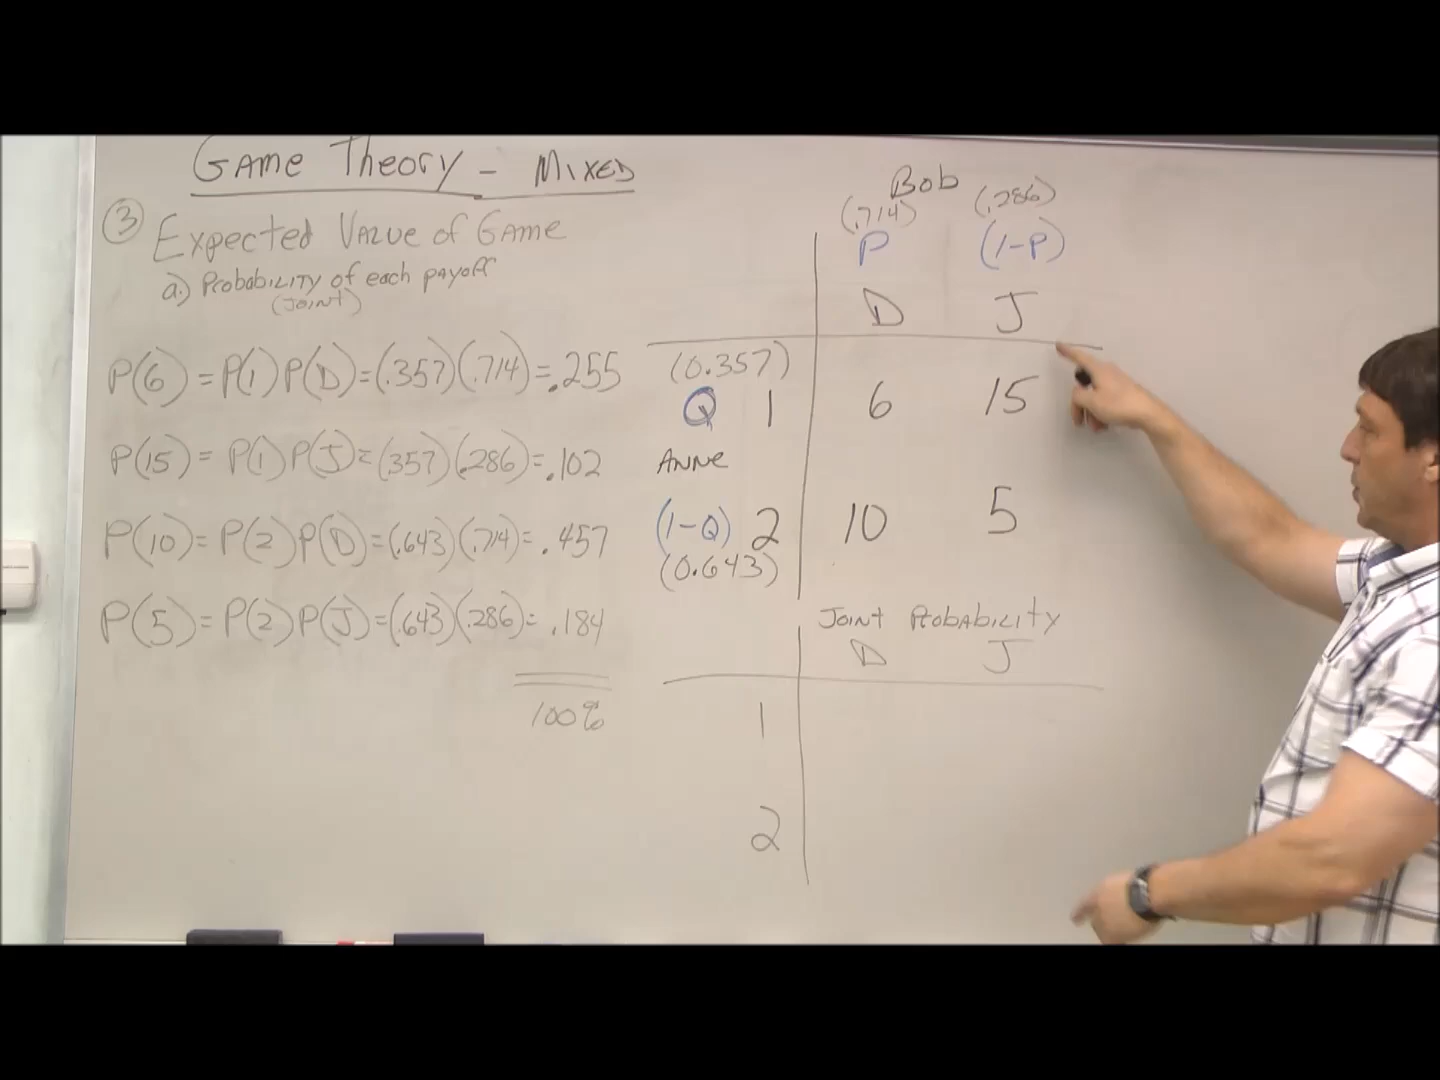 Game Theory - Mixed
③ Expected Value of Game
a.) Probability of each payoff
(Joint)
P(6) = P(1) P(D) = (.357)(.714) = .255
P(15) = P(1) P(J) = (.357)(.286) = .102
P(10) = P(2) P(D) = (.643)(.714) = .457
P(5) = P(2) P(J) = (.643)(.286) = .184
100%
Bob
(.714) (.286)
P (1-P)
D J
(0.357)
Q 1 6 15
Anne
(1-Q) 2 10 5
(0.643)
Joint Probability
D J
1
2